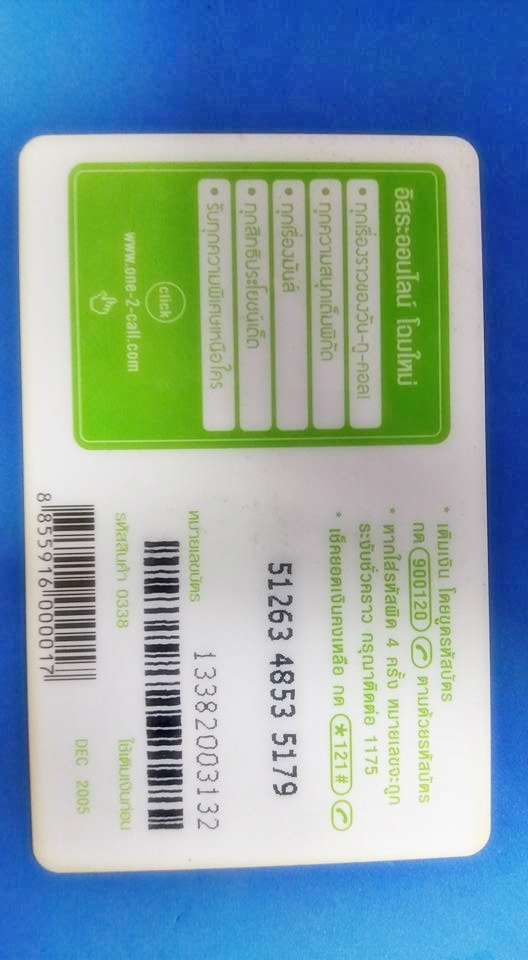 อิสระออนไลน์ โฉมใหม่
• ทุกเรื่องราวของวัน-ทู-คอล!
• ทุกความสนุกเต็มพิกัด
• ทุกเรื่องมันส์
• ทุกสิทธิประโยชน์เด็ด
• รับทุกความพิเศษเหนือใคร
click
www.one-2-call.com
* เติมเงิน โดยขูดรหัสบัตร
กด 900120 ตามด้วยรหัสบัตร
* หากใส่รหัสผิด 4 ครั้ง หมายเลขจะถูก
ระงับชั่วคราว กรุณาติดต่อ 1175
* เช็คยอดเงินคงเหลือ กด *121#
51263 4853 5179
หมายเลขบัตร 13382003132
รหัสสินค้า 0338 ใช้เติมเงินก่อน
DEC 2005
8 855916 000017